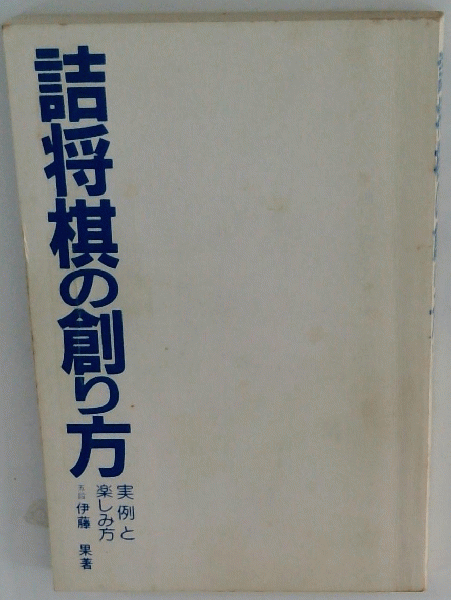 詰将棋の創り方
実例と
楽しみ方
五段 伊藤 果著